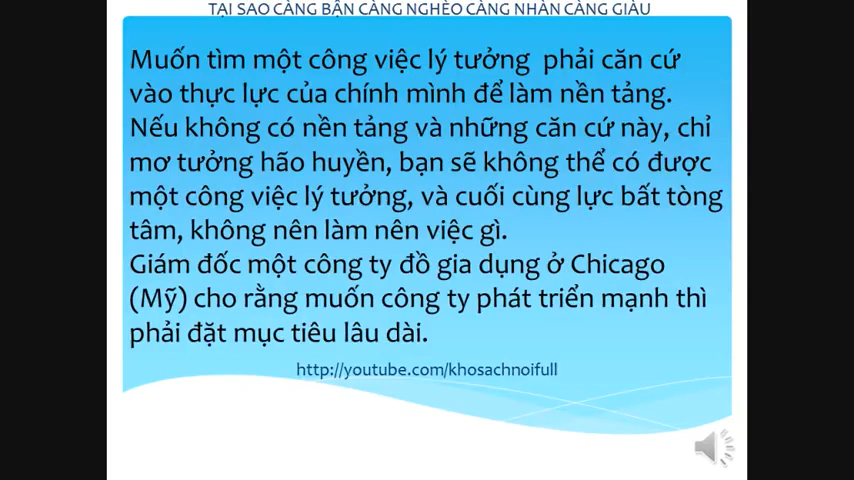 TẠI SAO CÀNG BẬN CÀNG NGHÈO CÀNG NHÀN CÀNG GIÀU
Muốn tìm một công việc lý tưởng phải căn cứ
vào thực lực của chính mình để làm nền tảng.
Nếu không có nền tảng và những căn cứ này, chỉ
mơ tưởng hão huyền, bạn sẽ không thể có được
một công việc lý tưởng, và cuối cùng lực bất tòng
tâm, không nên làm nên việc gì.
Giám đốc một công ty đồ gia dụng ở Chicago
(Mỹ) cho rằng muốn công ty phát triển mạnh thì
phải đặt mục tiêu lâu dài.
http://youtube.com/khosachnoifull